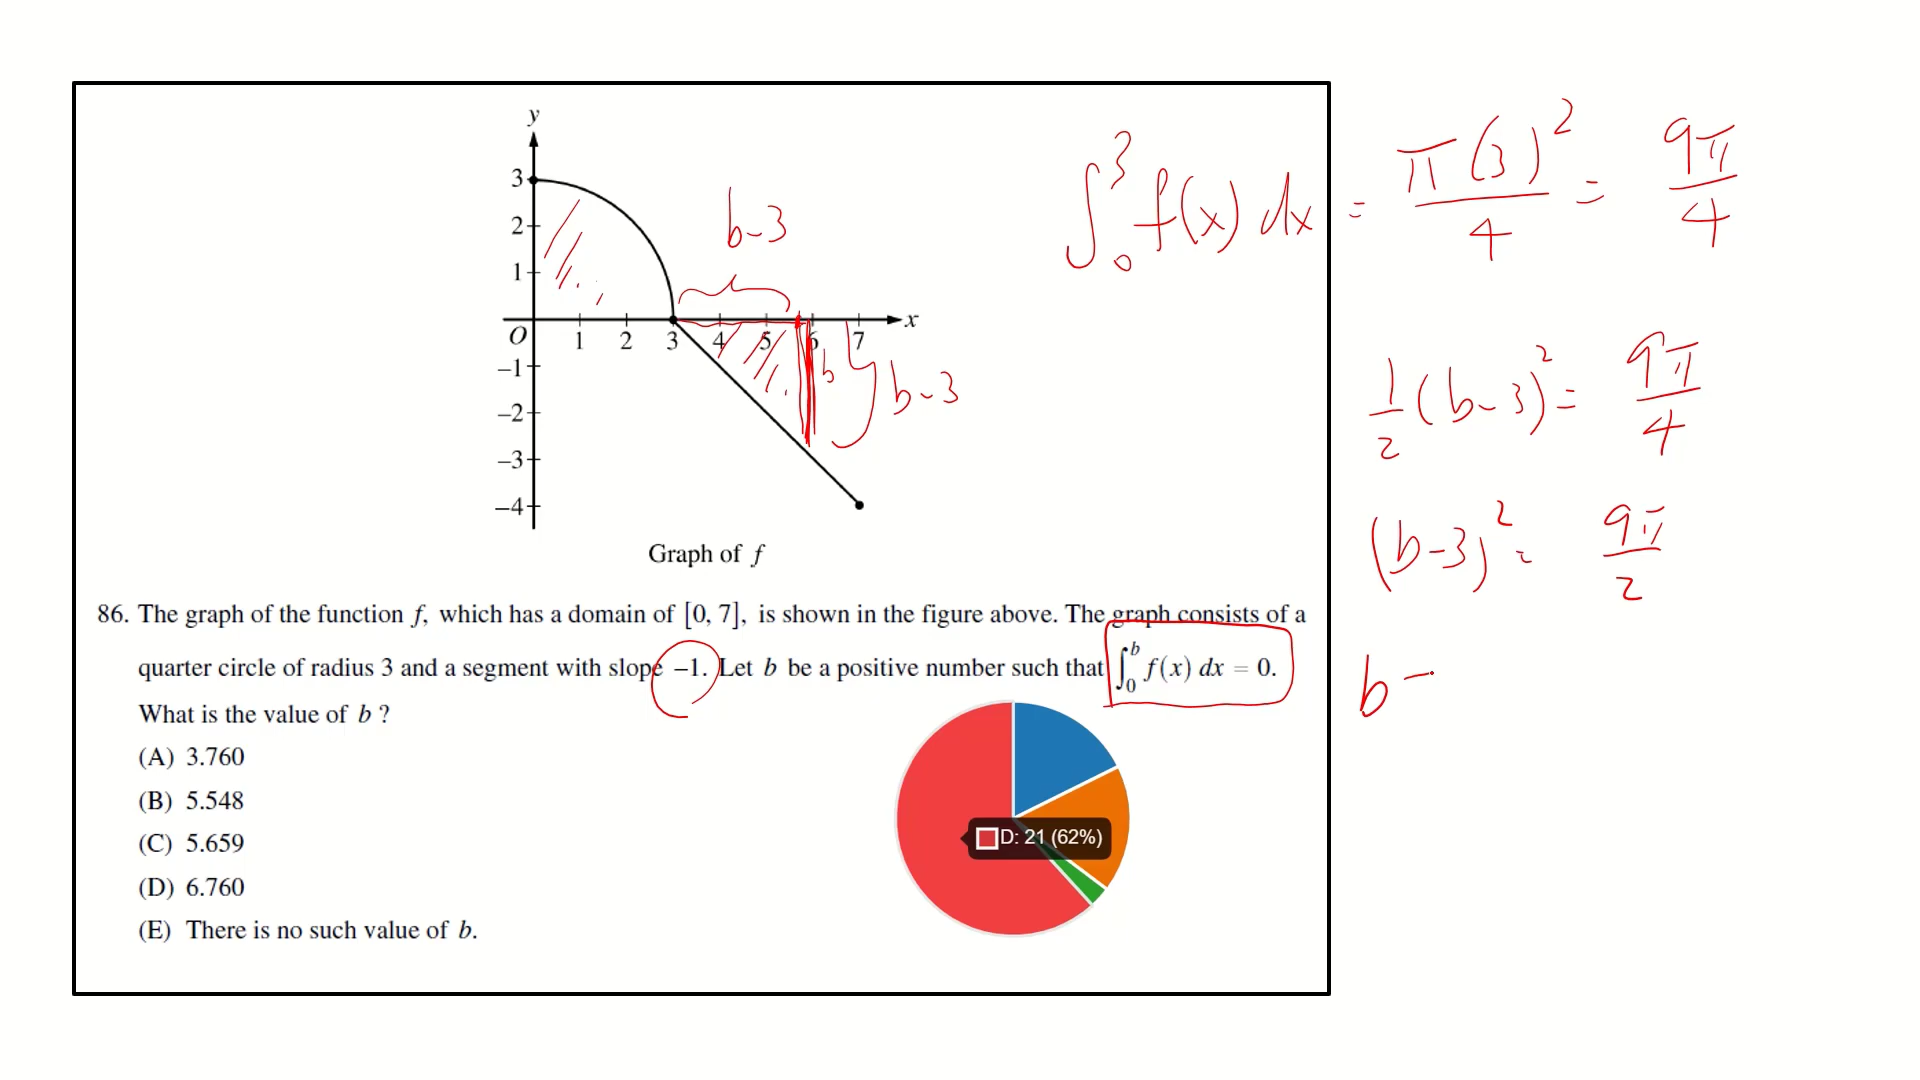 y
3
2
1
O
1 2 3 4 5 6 7
x
−1
−2
−3
−4
b-3
b
b-3
Graph of f
86. The graph of the function f, which has a domain of [0, 7], is shown in the figure above. The graph consists of a
quarter circle of radius 3 and a segment with slope −1. Let b be a positive number such that ∫₀ᵇ f(x) dx = 0.
What is the value of b ?
(A) 3.760
(B) 5.548
(C) 5.659
(D) 6.760
(E) There is no such value of b.
D: 21 (62%)
∫₀³ f(x) dx = π(3)²/4 = 9π/4
1/2 (b-3)² = 9π/4
(b-3)² = 9π/2
b -